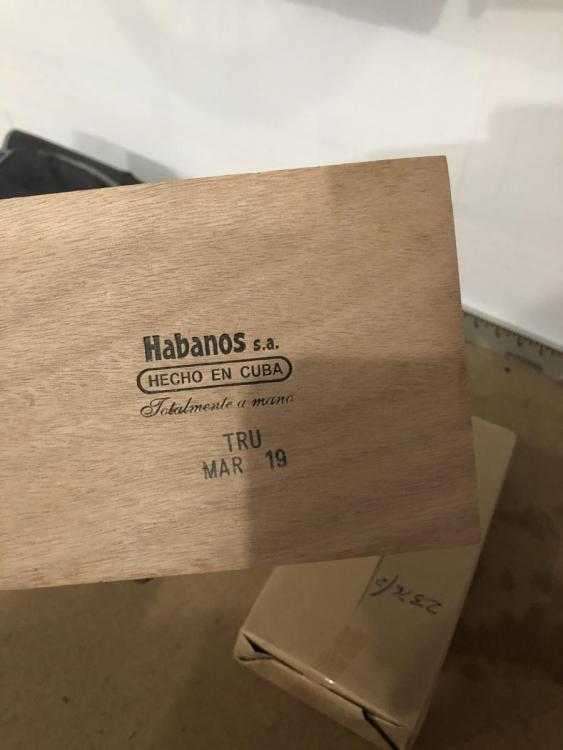 Habanos s.a.
HECHO EN CUBA
Totalmente a mano
TRU
MAR 19